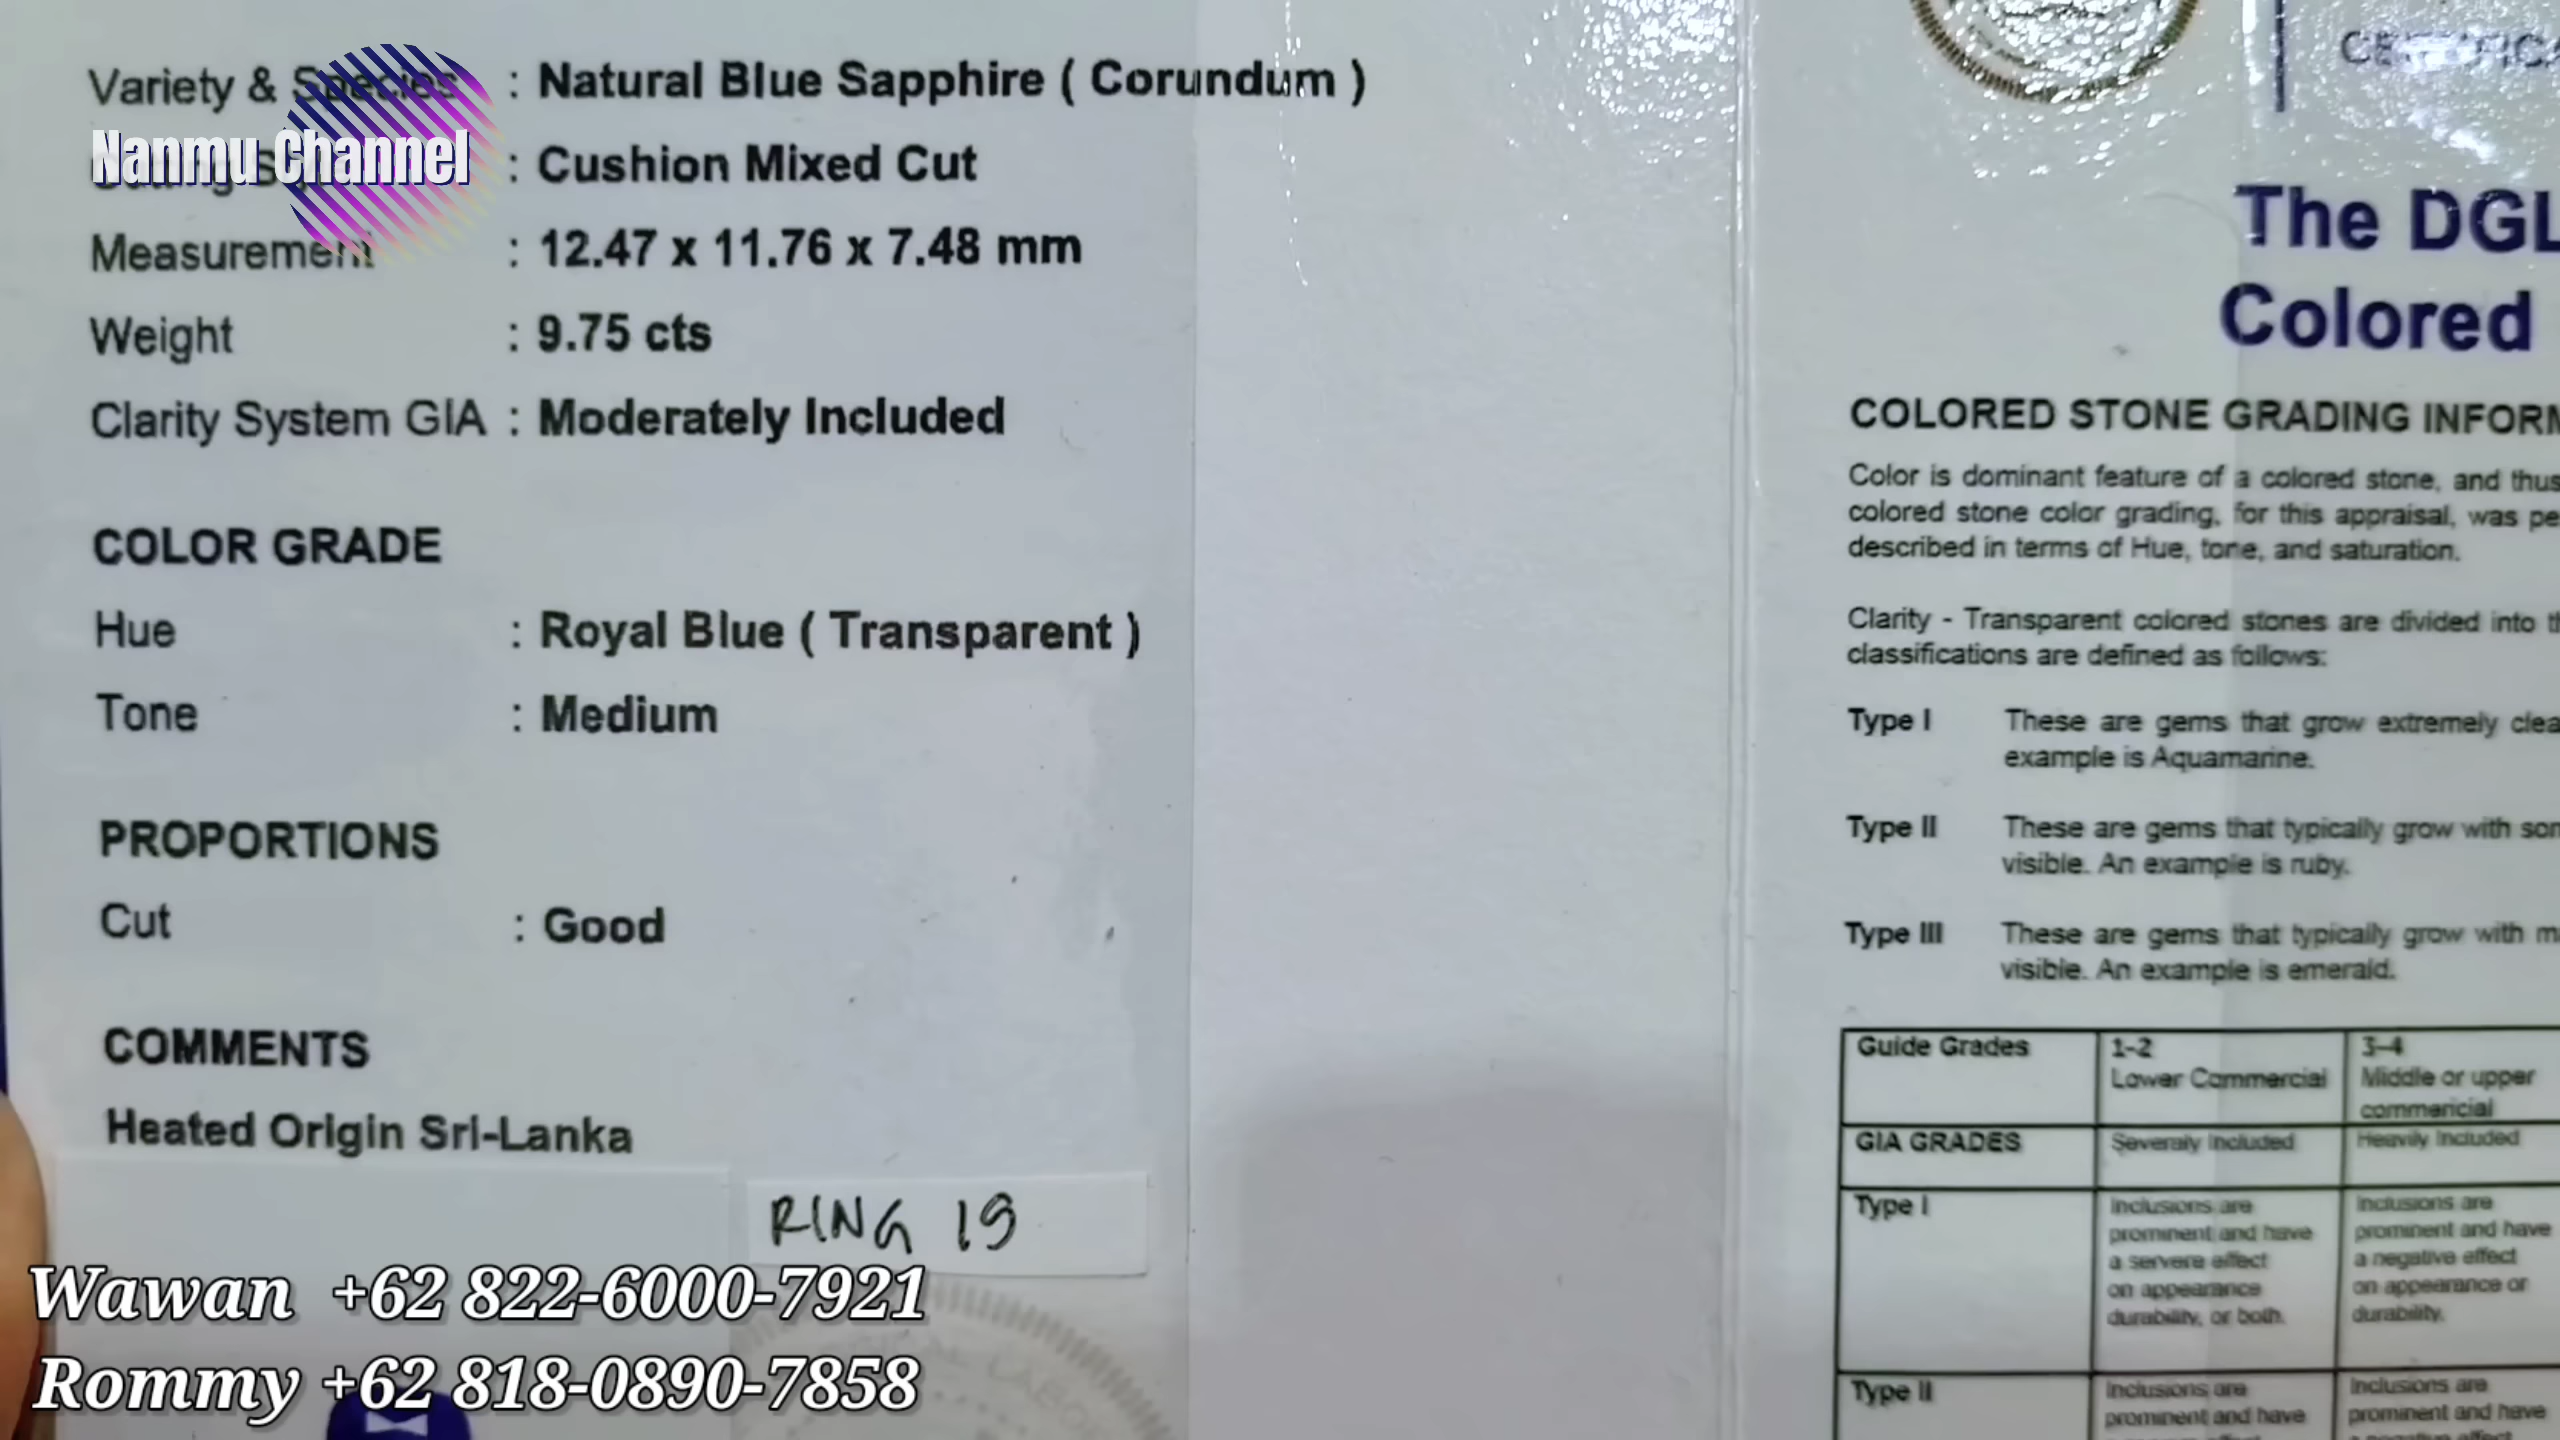 Variety & Species : Natural Blue Sapphire ( Corundum )
Nanmu Channel
: Cushion Mixed Cut
Measurement : 12.47 x 11.76 x 7.48 mm
Weight : 9.75 cts
Clarity System GIA : Moderately Included
COLOR GRADE
Hue : Royal Blue ( Transparent )
Tone : Medium
PROPORTIONS
Cut : Good
COMMENTS
Heated Origin Sri-Lanka
RING 19
Wawan +62 822-6000-7921
Rommy +62 818-0890-7858
The DGL
Colored
COLORED STONE GRADING INFORM
Color is dominant feature of a colored stone, and thus
colored stone color grading, for this appraisal, was pe
described in terms of Hue, tone, and saturation.
Clarity - Transparent colored stones are divided into th
classifications are defined as follows:
Type I These are gems that grow extremely clea
example is Aquamarine.
Type II These are gems that typically grow with som
visible. An example is ruby.
Type III These are gems that typically grow with ma
visible. An example is emerald.
Guide Grades 1-2 3-4
Lower Commercial Middle or upper
commericial
GIA GRADES Severaly Included Heavily Included
Type I Inclusions are Inclusions are
prominent and have prominent and have
a servere effect a negative effect
on appearance on appearance or
durability, or both. durability.
Type II Inclusions are Inclusions are
prominent and have prominent and have